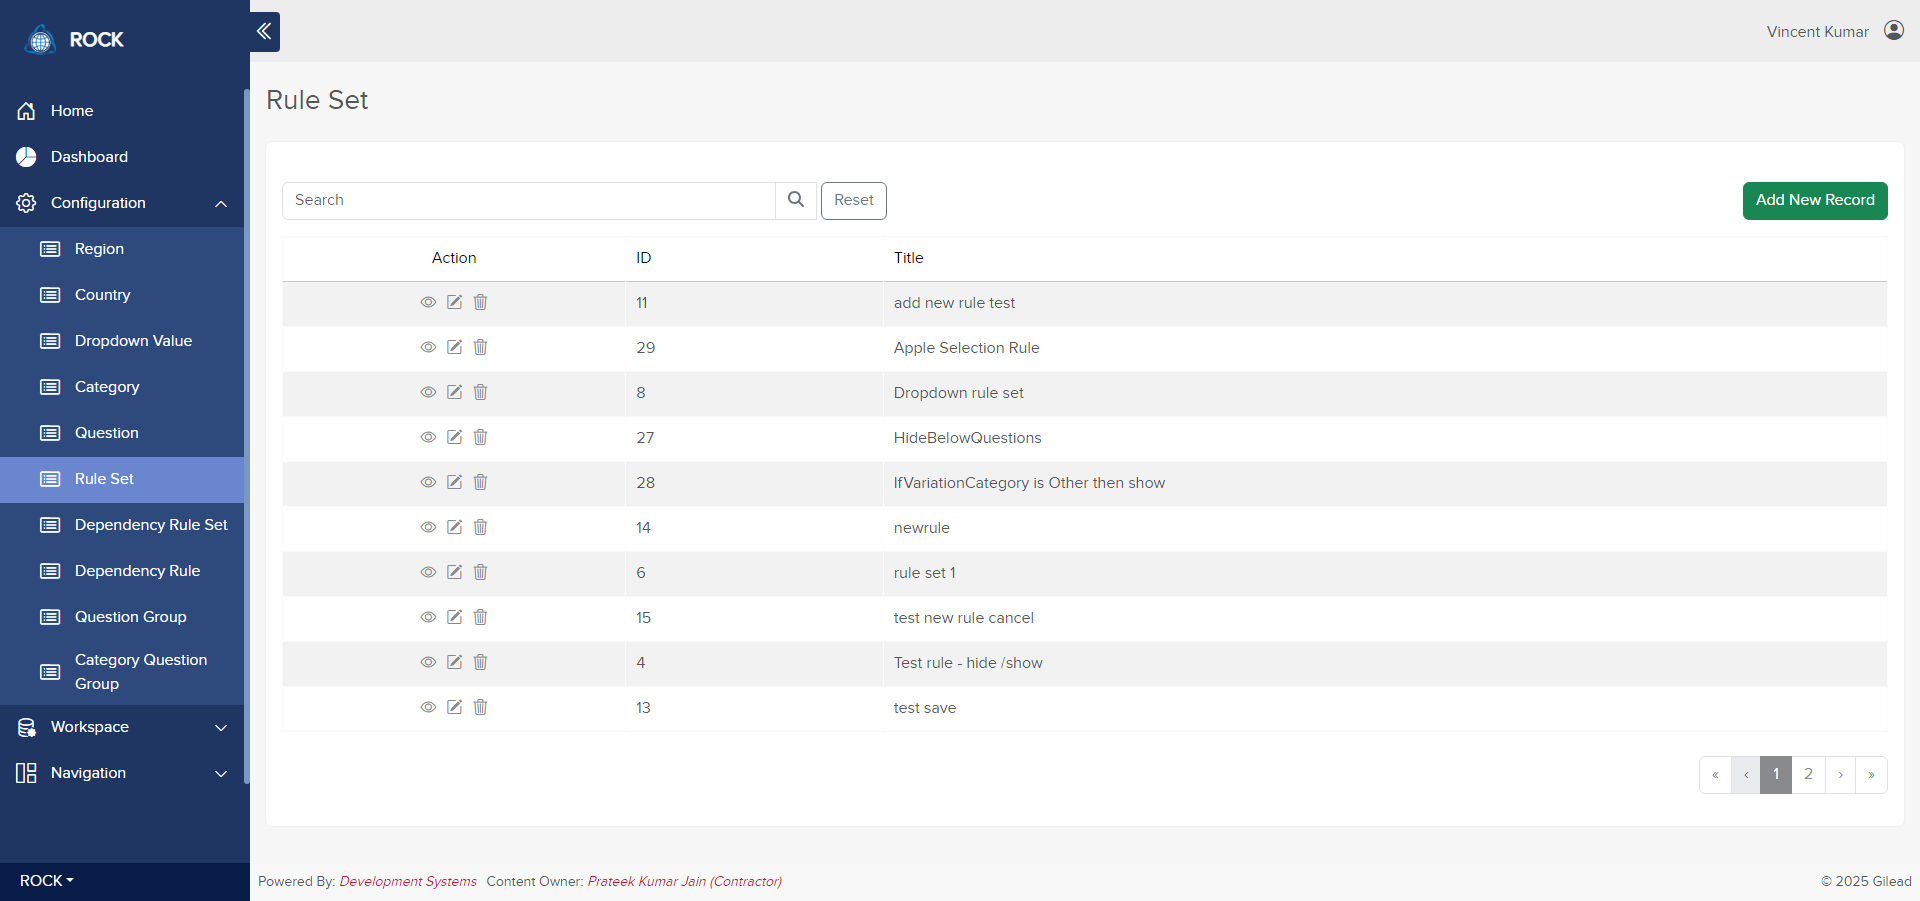 ROCK
Vincent Kumar
Home
Dashboard
Configuration
Region
Country
Dropdown Value
Category
Question
Rule Set
Dependency Rule Set
Dependency Rule
Question Group
Category Question
Group
Workspace
Navigation
ROCK
Rule Set
Search
Reset
Add New Record
Action ID Title
11 add new rule test
29 Apple Selection Rule
8 Dropdown rule set
27 HideBelowQuestions
28 IfVariationCategory is Other then show
14 newrule
6 rule set 1
15 test new rule cancel
4 Test rule - hide /show
13 test save
« ‹ 1 2 › »
Powered By: Development Systems Content Owner: Prateek Kumar Jain (Contractor)
© 2025 Gilead